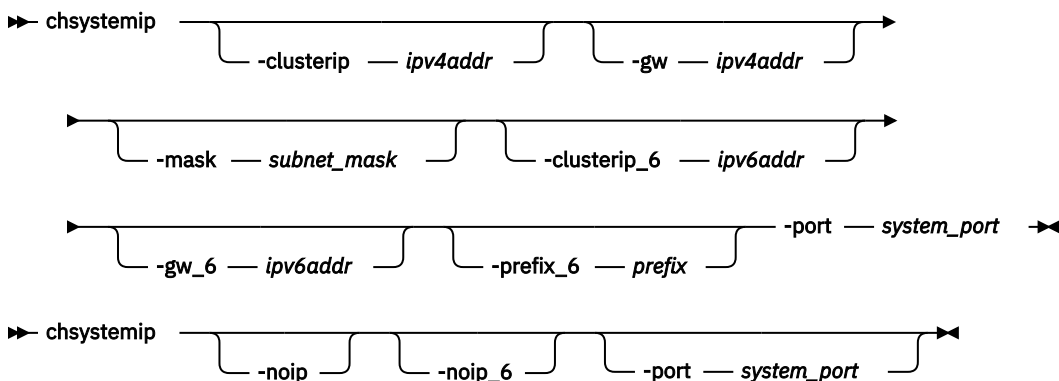 chsystemip
-clusterip ipv4addr -gw ipv4addr
-mask subnet_mask -clusterip_6 ipv6addr
-port system_port
-gw_6 ipv6addr -prefix_6 prefix
chsystemip
-noip -noip_6 -port system_port